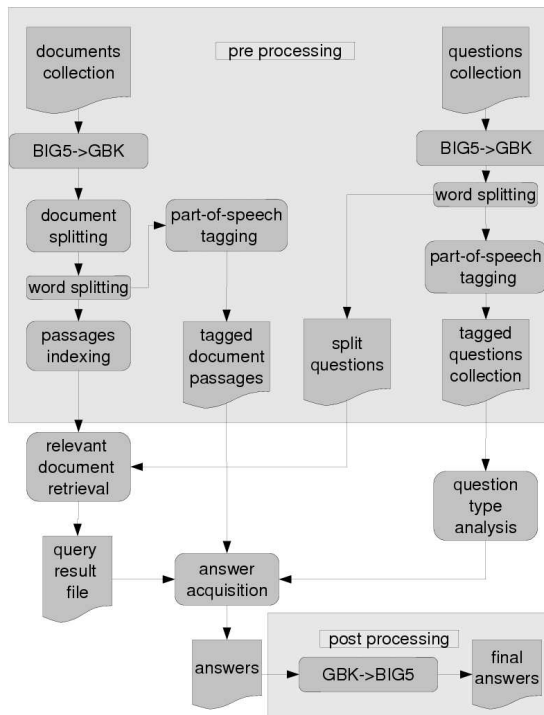 documents
collection
pre processing
questions
collection
BIG5->GBK
BIG5->GBK
document
splitting
part-of-speech
tagging
word splitting
word splitting
part-of-speech
tagging
passages
indexing
tagged
document
passages
split
questions
tagged
questions
collection
relevant
document
retrieval
question
type
analysis
query
result
file
answer
acquisition
post processing
answers
GBK->BIG5
final
answers